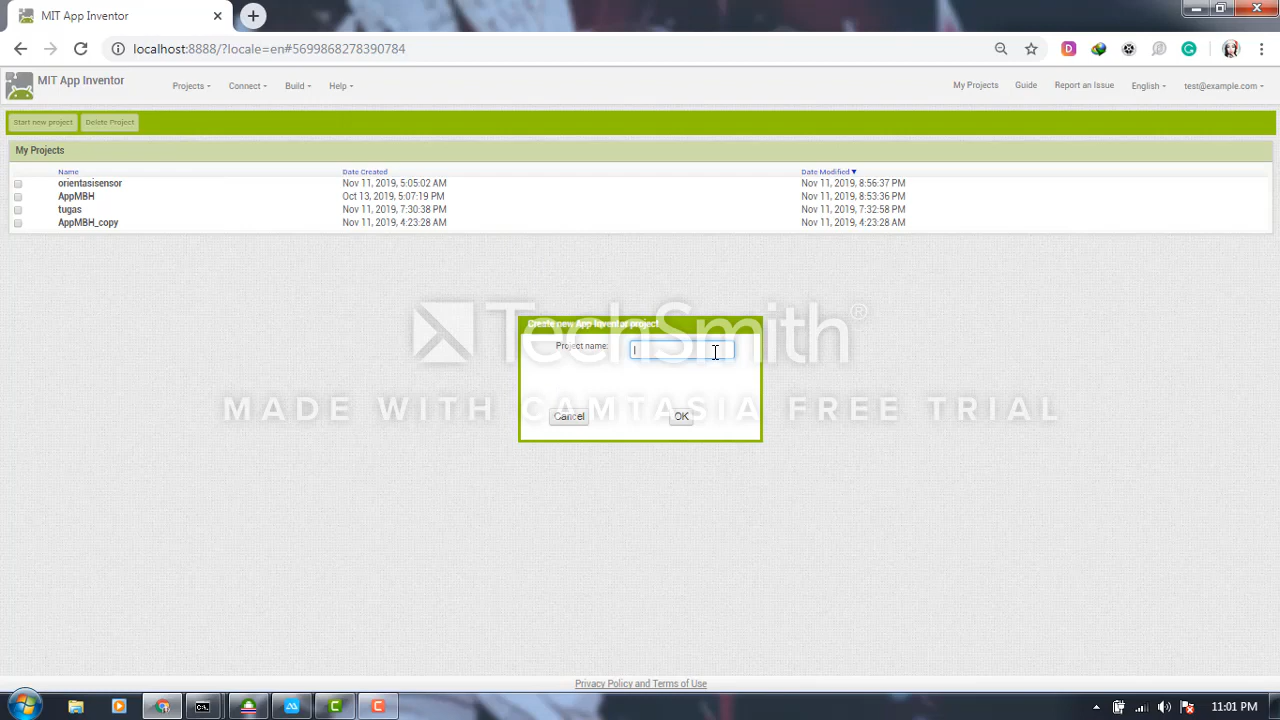 MIT App Inventor
localhost:8888/?locale=en#5699868278390784
MIT App Inventor
Projects
Connect
Build
Help
My Projects
Guide
Report an Issue
English
test@example.com
Start new project
Delete Project
My Projects
Name
Date Created
Date Modified
orientasisensor
Nov 11, 2019, 5:05:02 AM
Nov 11, 2019, 8:56:37 PM
AppMBH
Oct 13, 2019, 5:07:19 PM
Nov 11, 2019, 8:53:36 PM
tugas
Nov 11, 2019, 7:30:38 PM
Nov 11, 2019, 7:32:58 PM
AppMBH_copy
Nov 11, 2019, 4:23:28 AM
Nov 11, 2019, 4:23:28 AM
TechSmith®
Create new App Inventor project
Project name:
MADE WITH CAMTASIA FREE TRIAL
Cancel
OK
Privacy Policy and Terms of Use
11:01 PM